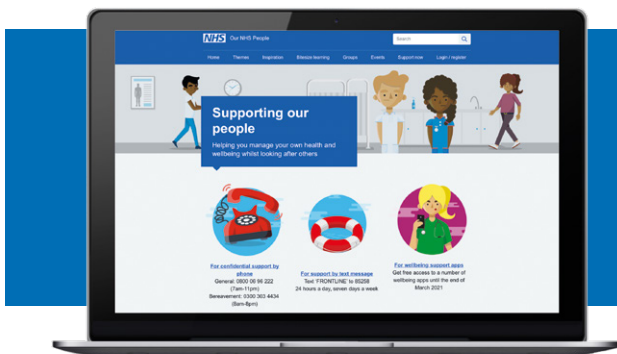 NHS Our NHS People
Search
Home Themes Inspiration Bitesize learning Groups Events Support now Login / register
Supporting our
people
Helping you manage your own health and
wellbeing whilst looking after others
For confidential support by
phone
General: 0800 06 96 222
(7am-11pm)
Bereavement: 0300 303 4434
(8am-8pm)
For support by text message
Text 'FRONTLINE' to 85258
24 hours a day, seven days a week
For wellbeing support apps
Get free access to a number of
wellbeing apps until the end of
March 2021